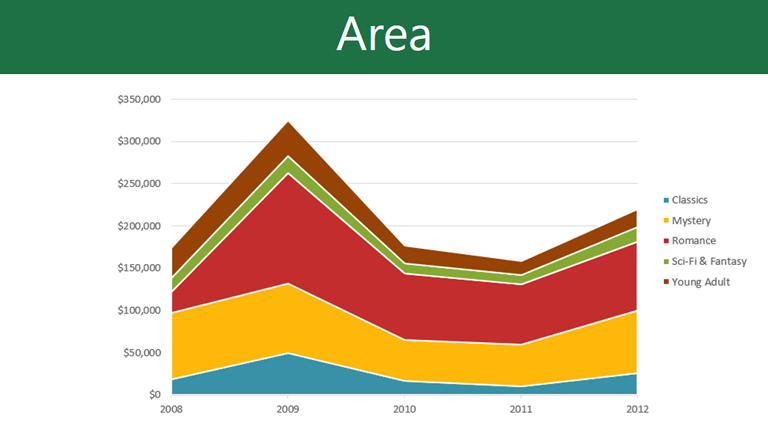 Area
$350,000
$300,000
$250,000
$200,000
$150,000
$100,000
$50,000
$0
2008 2009 2010 2011 2012
Classics
Mystery
Romance
Sci-Fi & Fantasy
Young Adult